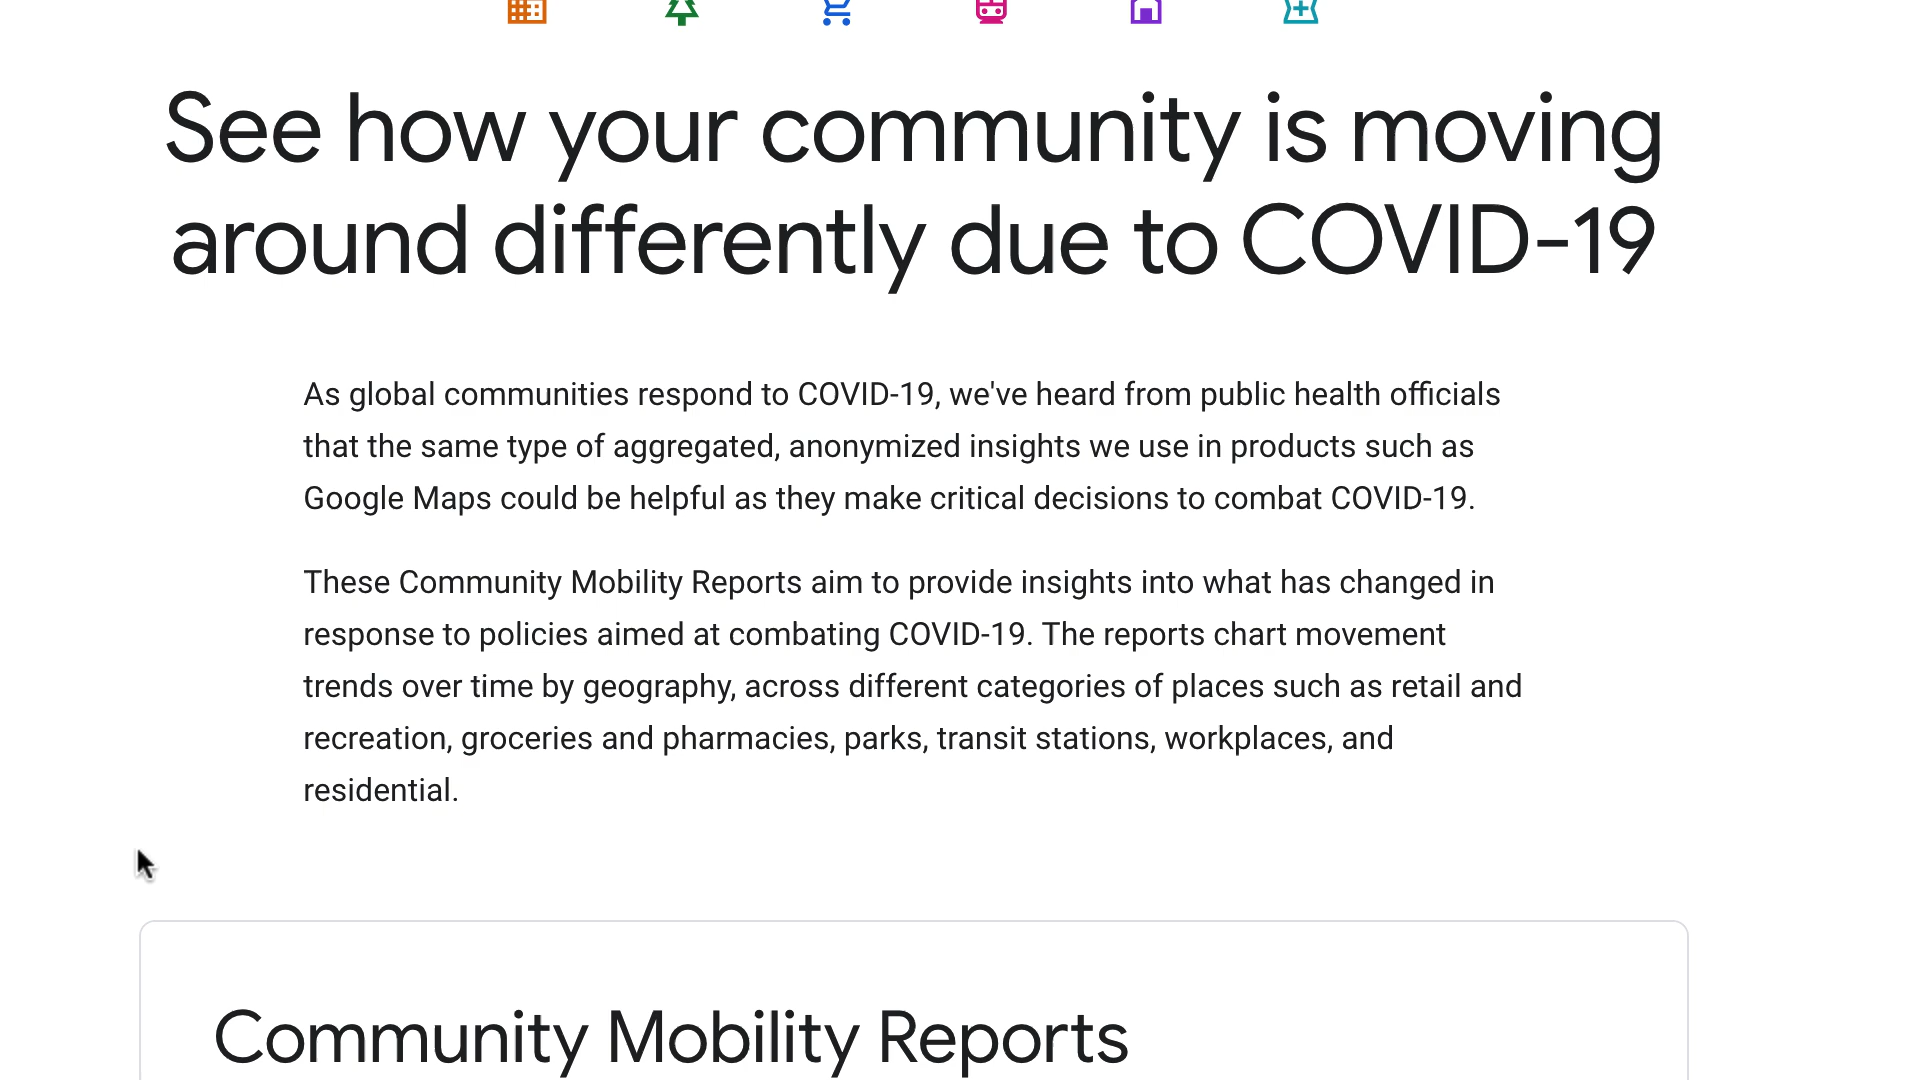 See how your community is moving
around differently due to COVID-19
As global communities respond to COVID-19, we've heard from public health officials
that the same type of aggregated, anonymized insights we use in products such as
Google Maps could be helpful as they make critical decisions to combat COVID-19.
These Community Mobility Reports aim to provide insights into what has changed in
response to policies aimed at combating COVID-19. The reports chart movement
trends over time by geography, across different categories of places such as retail and
recreation, groceries and pharmacies, parks, transit stations, workplaces, and
residential.
Community Mobility Reports